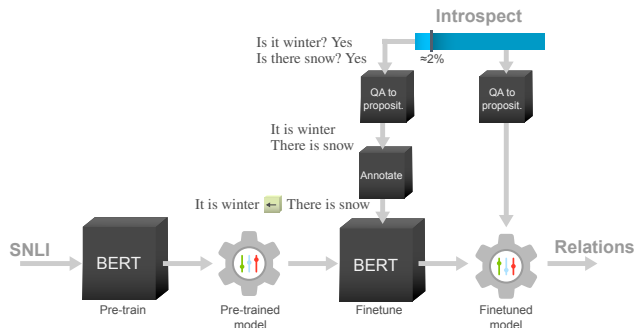 Introspect
Is it winter? Yes
Is there snow? Yes
≈2%
QA to
proposit.
QA to
proposit.
It is winter
There is snow
Annotate
It is winter ← There is snow
SNLI
BERT
BERT
Relations
Pre-train
Pre-trained
model
Finetune
Finetuned
model